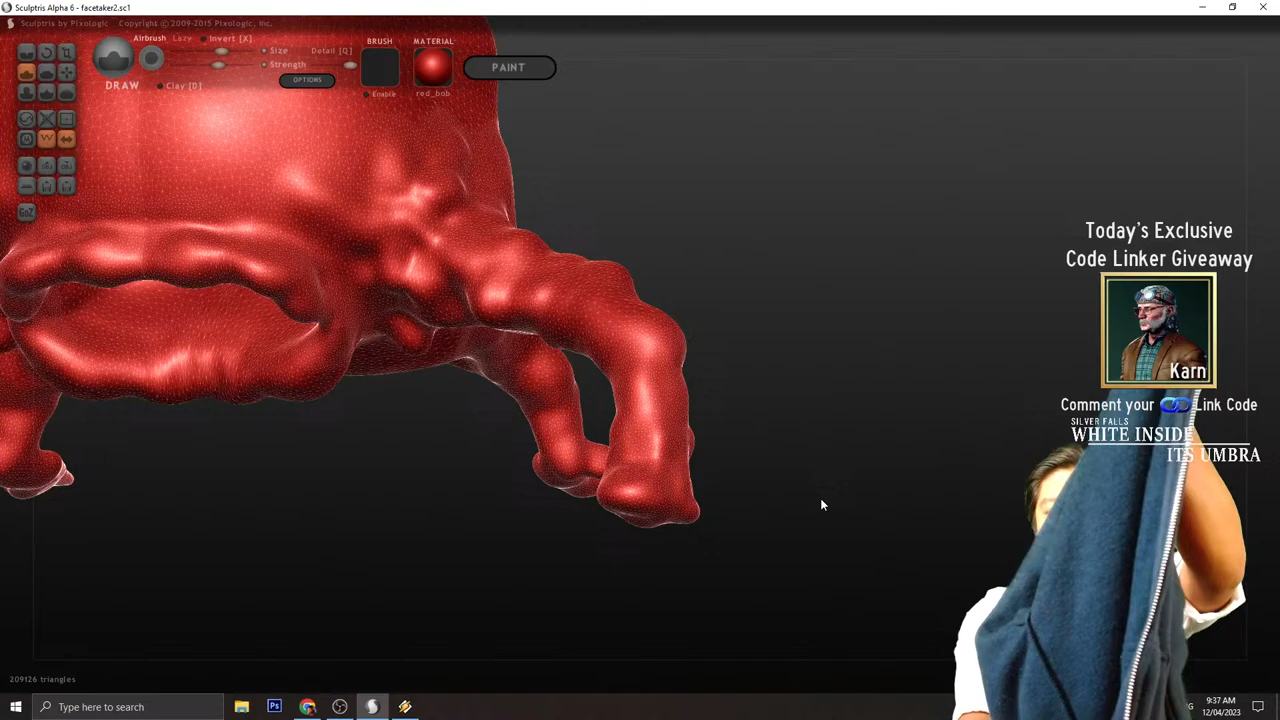 Sculptris Alpha 6 - facetaker2.sc1
Sculptris by Pixologic Copyright © 2009-2015 Pixologic, Inc.
Airbrush Lazy Invert [X]
BRUSH
MATERIAL
Size
Detail [Q]
Strength
OPTIONS
DRAW
Clay [D]
Enable
red_bob
PAINT
GoZ
Today's Exclusive
Code Linker Giveaway
Karn
Comment your Link Code
SILVER FALLS
WHITE INSIDE
ITS UMBRA
209126 triangles
Type here to search
Ps
9:37 AM
12/04/2023